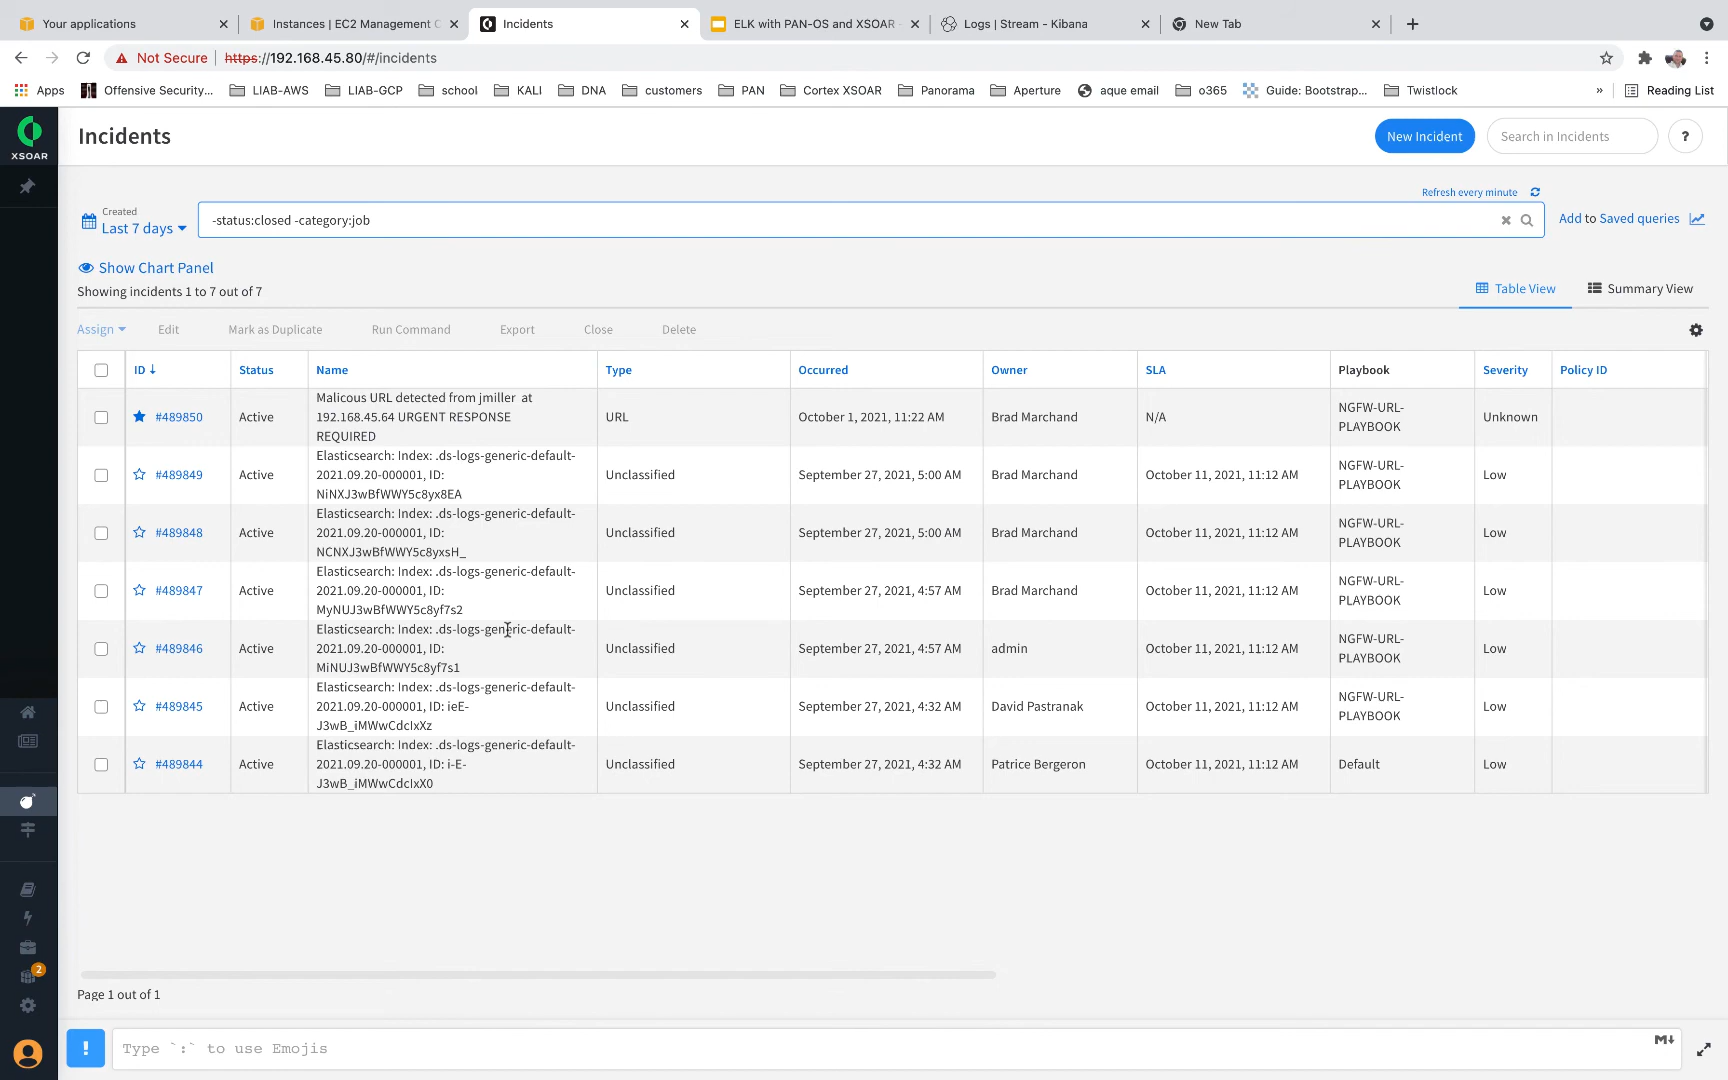 Your applications
Instances | EC2 Management C
Incidents
ELK with PAN-OS and XSOAR -
Logs | Stream - Kibana
New Tab
Not Secure
https://192.168.45.80/#/incidents
Apps
Offensive Security...
LIAB-AWS
LIAB-GCP
school
KALI
DNA
customers
PAN
Cortex XSOAR
Panorama
Aperture
aque email
o365
Guide: Bootstrap...
Twistlock
»
Reading List
XSOAR
Incidents
New Incident
Search in Incidents
?
Refresh every minute
Created
Last 7 days
-status:closed -category:job
Add to Saved queries
Show Chart Panel
Showing incidents 1 to 7 out of 7
Table View
Summary View
Assign
Edit
Mark as Duplicate
Run Command
Export
Close
Delete
ID
Status
Name
Type
Occurred
Owner
SLA
Playbook
Severity
Policy ID
#489850
Active
Malicous URL detected from jmiller at
192.168.45.64 URGENT RESPONSE
REQUIRED
URL
October 1, 2021, 11:22 AM
Brad Marchand
N/A
NGFW-URL-
PLAYBOOK
Unknown
#489849
Active
Elasticsearch: Index: .ds-logs-generic-default-
2021.09.20-000001, ID:
NiNXJ3wBfWWY5c8yx8EA
Unclassified
September 27, 2021, 5:00 AM
Brad Marchand
October 11, 2021, 11:12 AM
NGFW-URL-
PLAYBOOK
Low
#489848
Active
Elasticsearch: Index: .ds-logs-generic-default-
2021.09.20-000001, ID:
NCNXJ3wBfWWY5c8yxsH_
Unclassified
September 27, 2021, 5:00 AM
Brad Marchand
October 11, 2021, 11:12 AM
NGFW-URL-
PLAYBOOK
Low
#489847
Active
Elasticsearch: Index: .ds-logs-generic-default-
2021.09.20-000001, ID:
MyNUJ3wBfWWY5c8yf7s2
Unclassified
September 27, 2021, 4:57 AM
Brad Marchand
October 11, 2021, 11:12 AM
NGFW-URL-
PLAYBOOK
Low
#489846
Active
Elasticsearch: Index: .ds-logs-generic-default-
2021.09.20-000001, ID:
MiNUJ3wBfWWY5c8yf7s1
Unclassified
September 27, 2021, 4:57 AM
admin
October 11, 2021, 11:12 AM
NGFW-URL-
PLAYBOOK
Low
#489845
Active
Elasticsearch: Index: .ds-logs-generic-default-
2021.09.20-000001, ID: ieE-
J3wB_iMWwCdcIxXz
Unclassified
September 27, 2021, 4:32 AM
David Pastranak
October 11, 2021, 11:12 AM
NGFW-URL-
PLAYBOOK
Low
#489844
Active
Elasticsearch: Index: .ds-logs-generic-default-
2021.09.20-000001, ID: i-E-
J3wB_iMWwCdcIxX0
Unclassified
September 27, 2021, 4:32 AM
Patrice Bergeron
October 11, 2021, 11:12 AM
Default
Low
2
Page 1 out of 1
!
Type `:` to use Emojis
M